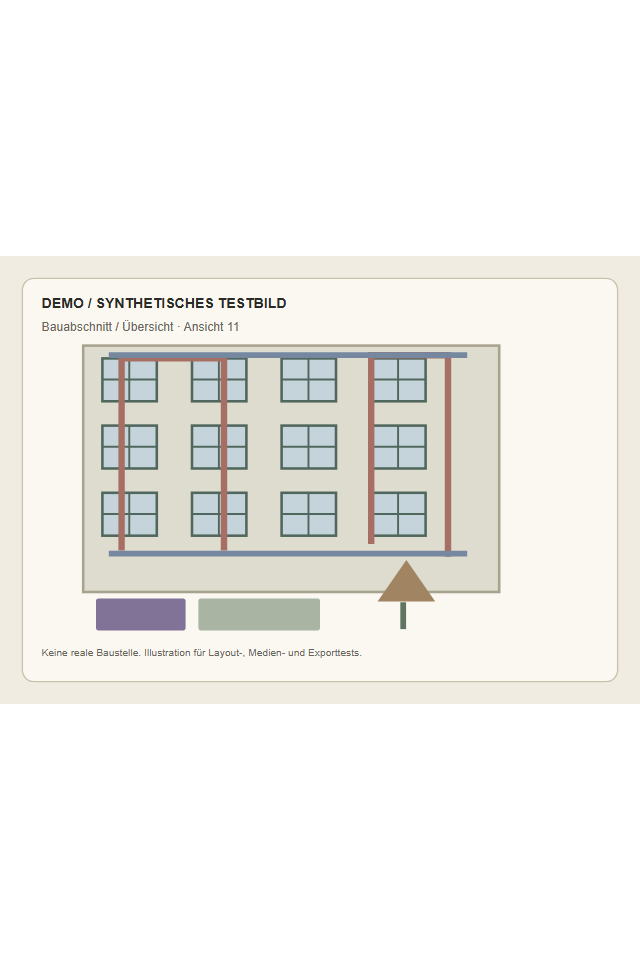 DEMO / SYNTHETISCHES TESTBILD
Bauabschnitt / Übersicht · Ansicht 11
Keine reale Baustelle. Illustration für Layout-, Medien- und Exporttests.